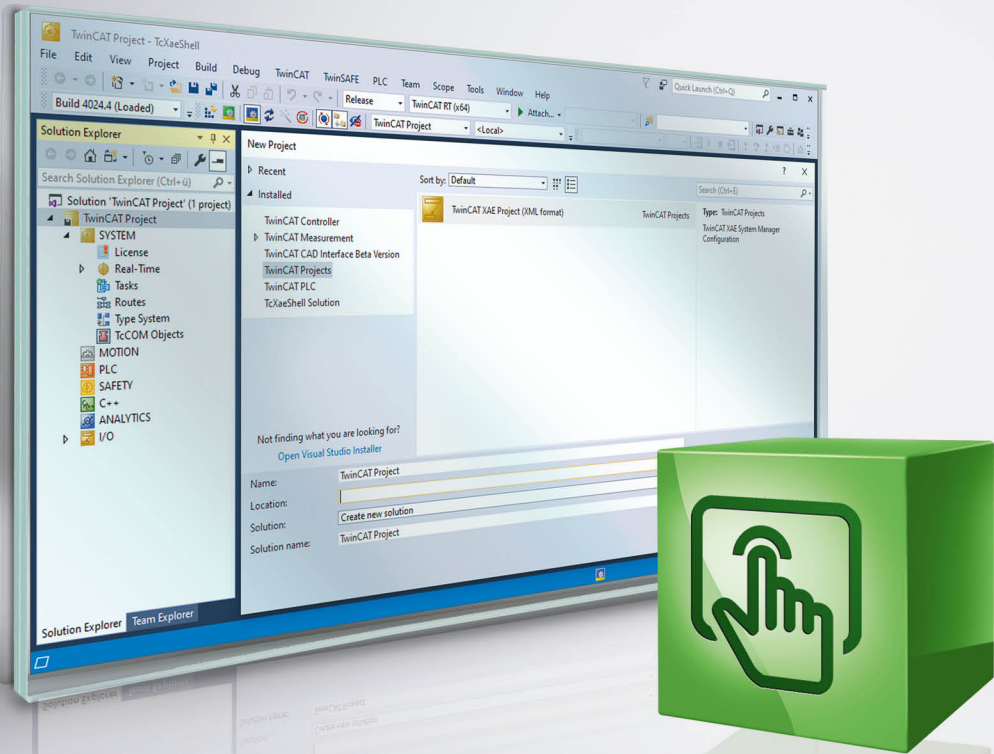 TwinCAT Project - TcXaeShell
File Edit View Project Build Debug TwinCAT TwinSAFE PLC Team Scope Tools Window Help
Quick Launch (Ctrl+Q)
Release TwinCAT RT (x64) Attach...
Build 4024.4 (Loaded) TwinCAT Project <Local>
Solution Explorer
Search Solution Explorer (Ctrl+ü)
Solution 'TwinCAT Project' (1 project)
TwinCAT Project
SYSTEM
License
Real-Time
Tasks
Routes
Type System
TcCOM Objects
MOTION
PLC
SAFETY
C++
ANALYTICS
I/O
Solution Explorer Team Explorer
New Project
? X
Recent
Installed
TwinCAT Controller
TwinCAT Measurement
TwinCAT CAD Interface Beta Version
TwinCAT Projects
TwinCAT PLC
TcXaeShell Solution
Not finding what you are looking for?
Open Visual Studio Installer
Sort by: Default
TwinCAT XAE Project (XML format) TwinCAT Projects
Search (Ctrl+E)
Type: TwinCAT Projects
TwinCAT XAE System Manager
Configuration
Name: TwinCAT Project
Location:
Solution: Create new solution
Solution name: TwinCAT Project